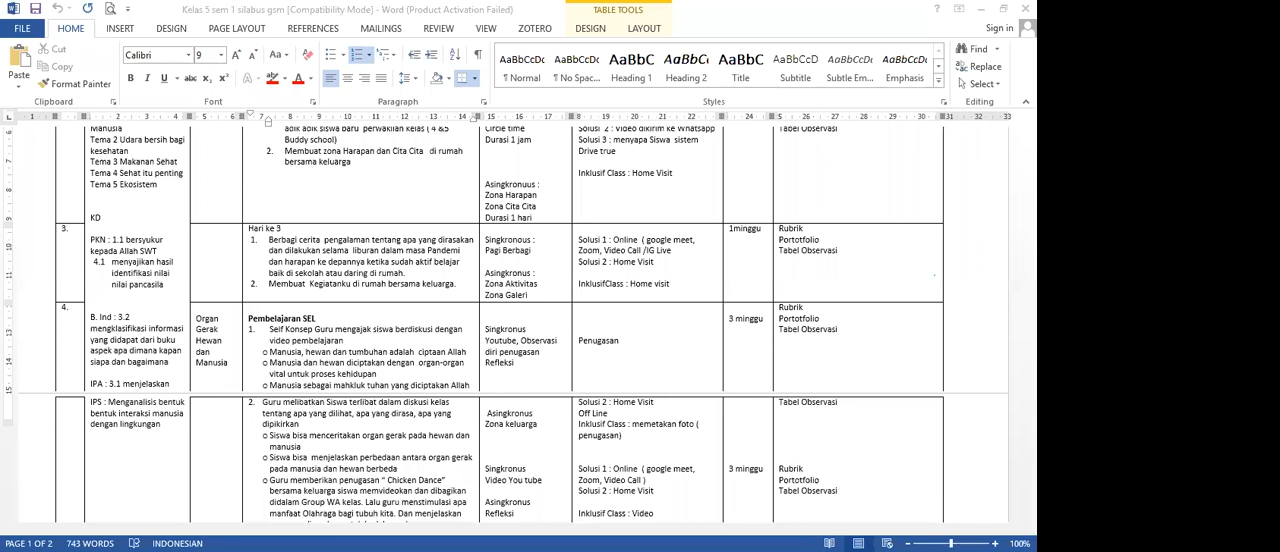 Kelas 5 sem 1 silabus gsm [Compatibility Mode] - Word (Product Activation Failed)
TABLE TOOLS
Sign in
FILE HOME INSERT DESIGN PAGE LAYOUT REFERENCES MAILINGS REVIEW VIEW ZOTERO DESIGN LAYOUT
Paste
Cut
Copy
Format Painter
Clipboard
Calibri 9
Font
Paragraph
AaBbCcDc AaBbCcDc AaBbC AaBbCc AaBbC AaBbCcD AaBbCcDc AaBbCcDc
¶ Normal ¶ No Spac... Heading 1 Heading 2 Title Subtitle Subtle Em... Emphasis
Styles
Find
Replace
Select
Editing
Manusia
Tema 2 Udara bersih bagi
kesehatan
Tema 3 Makanan Sehat
Tema 4 Sehat itu penting
Tema 5 Ekosistem
KD
adik adik siswa baru perwakilan kelas ( 4 &5
Buddy school)
2. Membuat zona Harapan dan Cita Cita di rumah
bersama keluarga
Circle time
Durasi 1 jam
Asingkronuus :
Zona Harapan
Zona Cita Cita
Durasi 1 hari
Solusi 2 : Video dikirim ke Whatsapp
Solusi 3 : menyapa Siswa sistem
Drive true
Inklusif Class : Home Visit
Tabel Observasi
3.
PKN : 1.1 bersyukur
kepada Allah SWT
4.1 menyajikan hasil
identifikasi nilai
nilai pancasila
Hari ke 3
1. Berbagi cerita pengalaman tentang apa yang dirasakan
dan dilakukan selama liburan dalam masa Pandemi
dan harapan ke depannya ketika sudah aktif belajar
baik di sekolah atau daring di rumah.
2. Membuat Kegiatanku di rumah bersama keluarga.
Singkronous :
Pagi Berbagi
Asingkronus :
Zona Aktivitas
Zona Galeri
Solusi 1 : Online ( google meet,
Zoom, Video Call /IG Live
Solusi 2 : Home Visit
InklusifClass : Home visit
1minggu
Rubrik
Portotfolio
Tabel Observasi
4.
B. Ind : 3.2
mengklasifikasi informasi
yang didapat dari buku
aspek apa dimana kapan
siapa dan bagaimana
IPA : 3.1 menjelaskan
Organ
Gerak
Hewan
dan
Manusia
Pembelajaran SEL
1. Seif Konsep Guru mengajak siswa berdiskusi dengan
video pembelajaran
o Manusia, hewan dan tumbuhan adalah ciptaan Allah
o Manusia dan hewan diciptakan dengan organ-organ
vital untuk proses kehidupan
o Manusia sebagai mahkluk tuhan yang diciptakan Allah
Singkronus
Youtube, Observasi
diri penugasan
Refleksi
Penugasan
3 minggu
Rubrik
Portotfolio
Tabel Observasi
IPS : Menganalisis bentuk
bentuk interaksi manusia
dengan lingkungan
2. Guru melibatkan Siswa terlibat dalam diskusi kelas
tentang apa yang dilihat, apa yang dirasa, apa yang
dipikirkan
o Siswa bisa menceritakan organ gerak pada hewan dan
manusia
o Siswa bisa menjelaskan perbedaan antara organ gerak
pada manusia dan hewan berbeda
o Guru memberikan penugasan “ Chicken Dance”
bersama keluarga siswa memvideokan dan dibagikan
didalam Group WA kelas. Lalu guru menstimulasi apa
manfaat Olahraga bagi tubuh kita. Dan menjelaskan
Asingkronus
Zona keluarga
Singkronus
Video You tube
Asingkronus
Refleksi
Solusi 2 : Home Visit
Off Line
Inklusif Class : memetakan foto (
penugasan)
Solusi 1 : Online ( google meet,
Zoom, Video Call )
Solusi 2 : Home Visit
Inklusif Class : Video
3 minggu
Tabel Observasi
Rubrik
Portotfolio
Tabel Observasi
PAGE 1 OF 2 743 WORDS INDONESIAN 100%